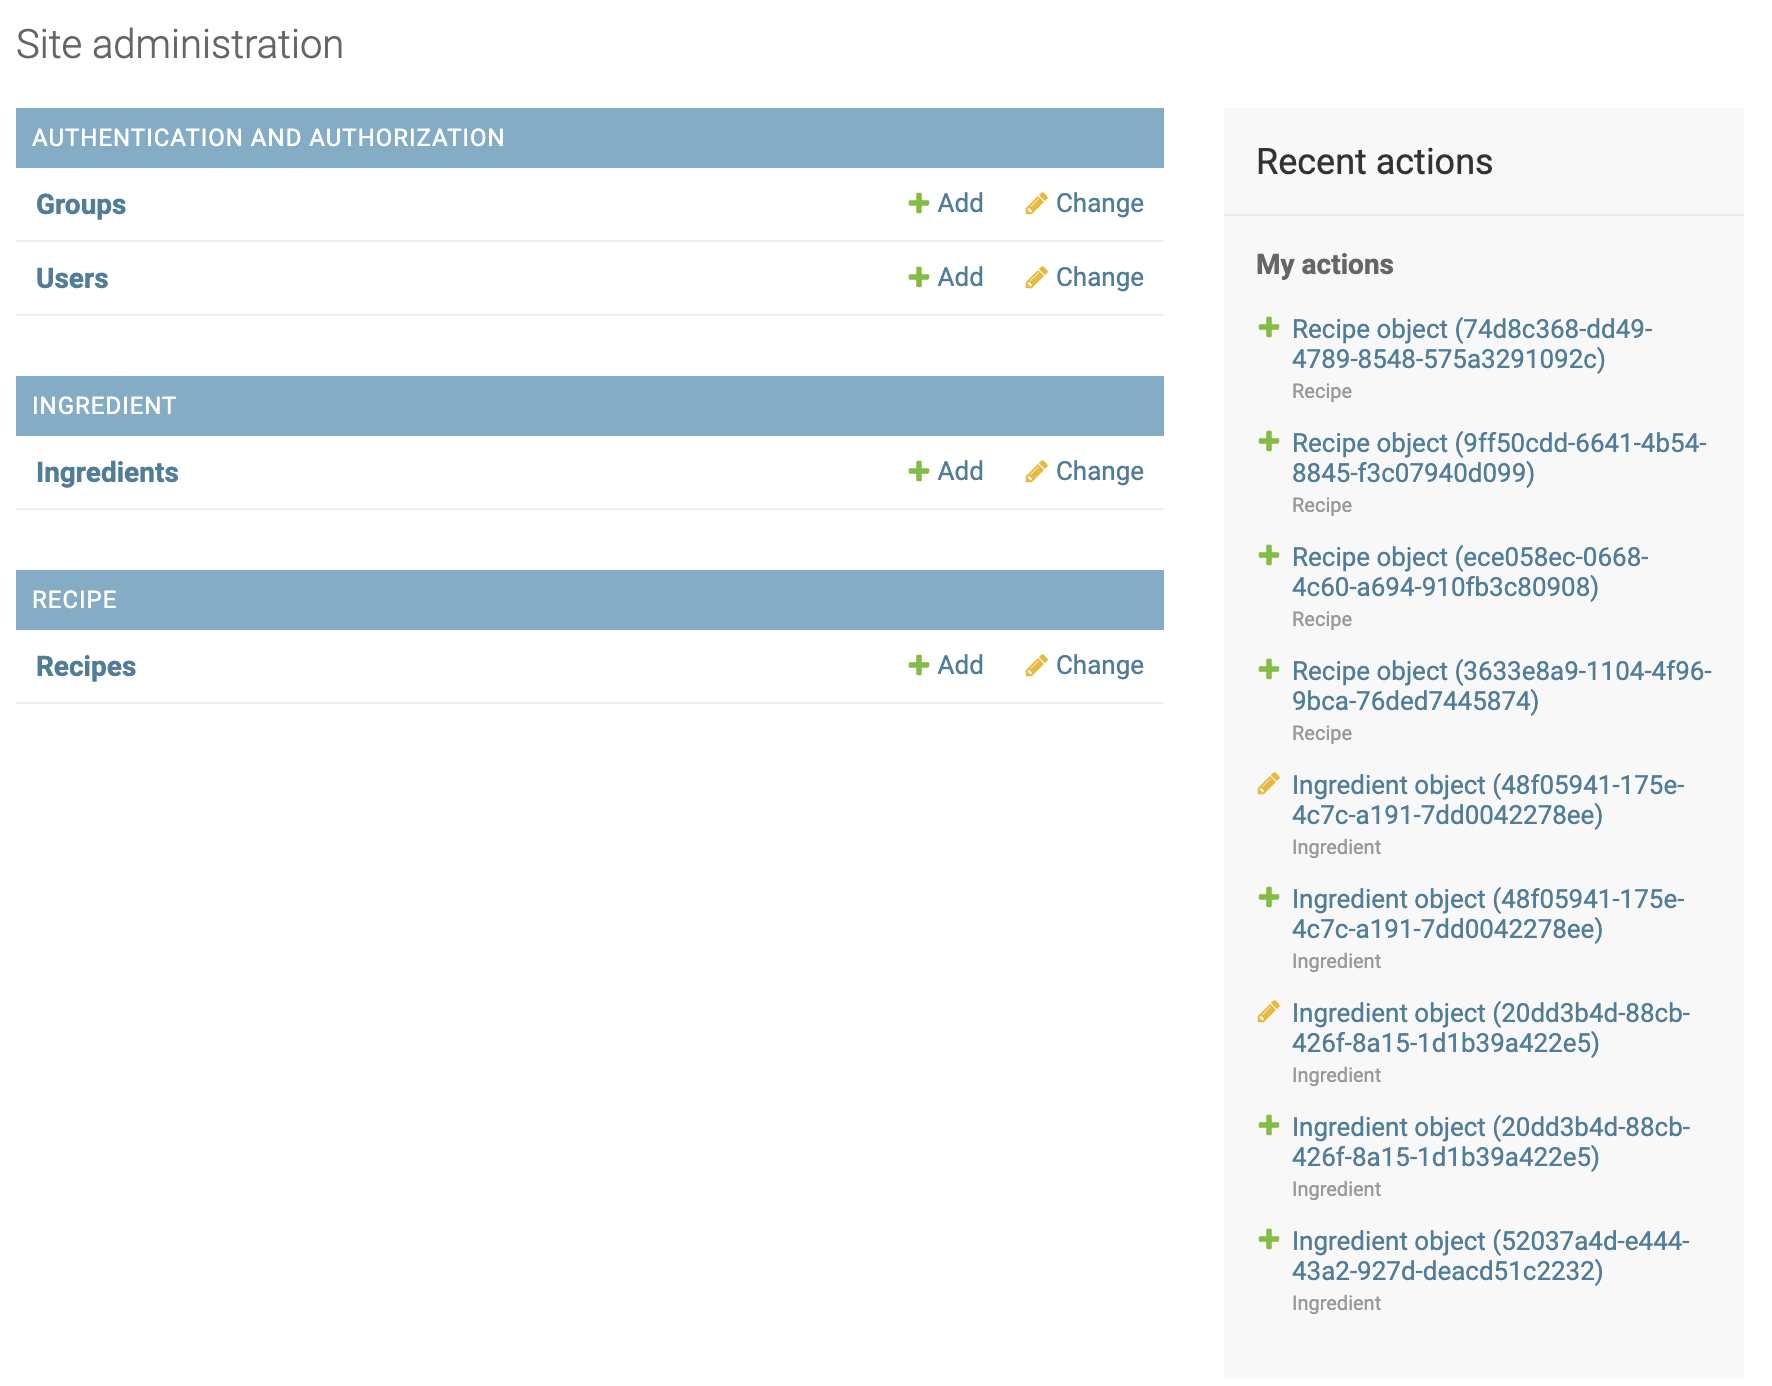 Site administration
AUTHENTICATION AND AUTHORIZATION
Groups Add Change
Users Add Change
INGREDIENT
Ingredients Add Change
RECIPE
Recipes Add Change
Recent actions
My actions
Recipe object (74d8c368-dd49-
4789-8548-575a3291092c)
Recipe
Recipe object (9ff50cdd-6641-4b54-
8845-f3c07940d099)
Recipe
Recipe object (ece058ec-0668-
4c60-a694-910fb3c80908)
Recipe
Recipe object (3633e8a9-1104-4f96-
9bca-76ded7445874)
Recipe
Ingredient object (48f05941-175e-
4c7c-a191-7dd0042278ee)
Ingredient
Ingredient object (48f05941-175e-
4c7c-a191-7dd0042278ee)
Ingredient
Ingredient object (20dd3b4d-88cb-
426f-8a15-1d1b39a422e5)
Ingredient
Ingredient object (20dd3b4d-88cb-
426f-8a15-1d1b39a422e5)
Ingredient
Ingredient object (52037a4d-e444-
43a2-927d-deacd51c2232)
Ingredient